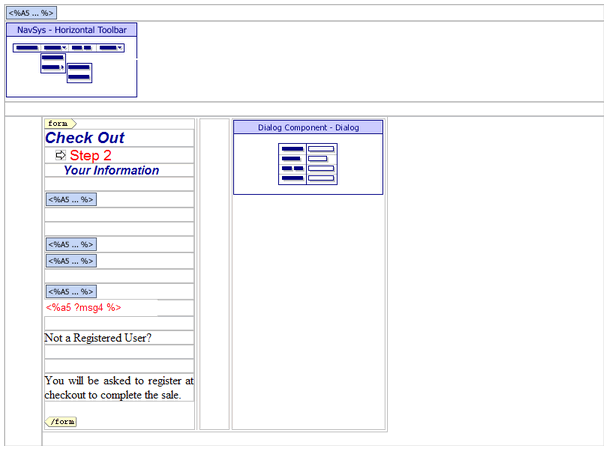 <%A5 ... %>
NavSys - Horizontal Toolbar
form
Check Out
Step 2
Your Information
Dialog Component - Dialog
<%A5 ... %>
<%A5 ... %>
<%A5 ... %>
<%A5 ... %>
<%a5 ?msg4 %>
Not a Registered User?
You will be asked to register at
checkout to complete the sale.
/form